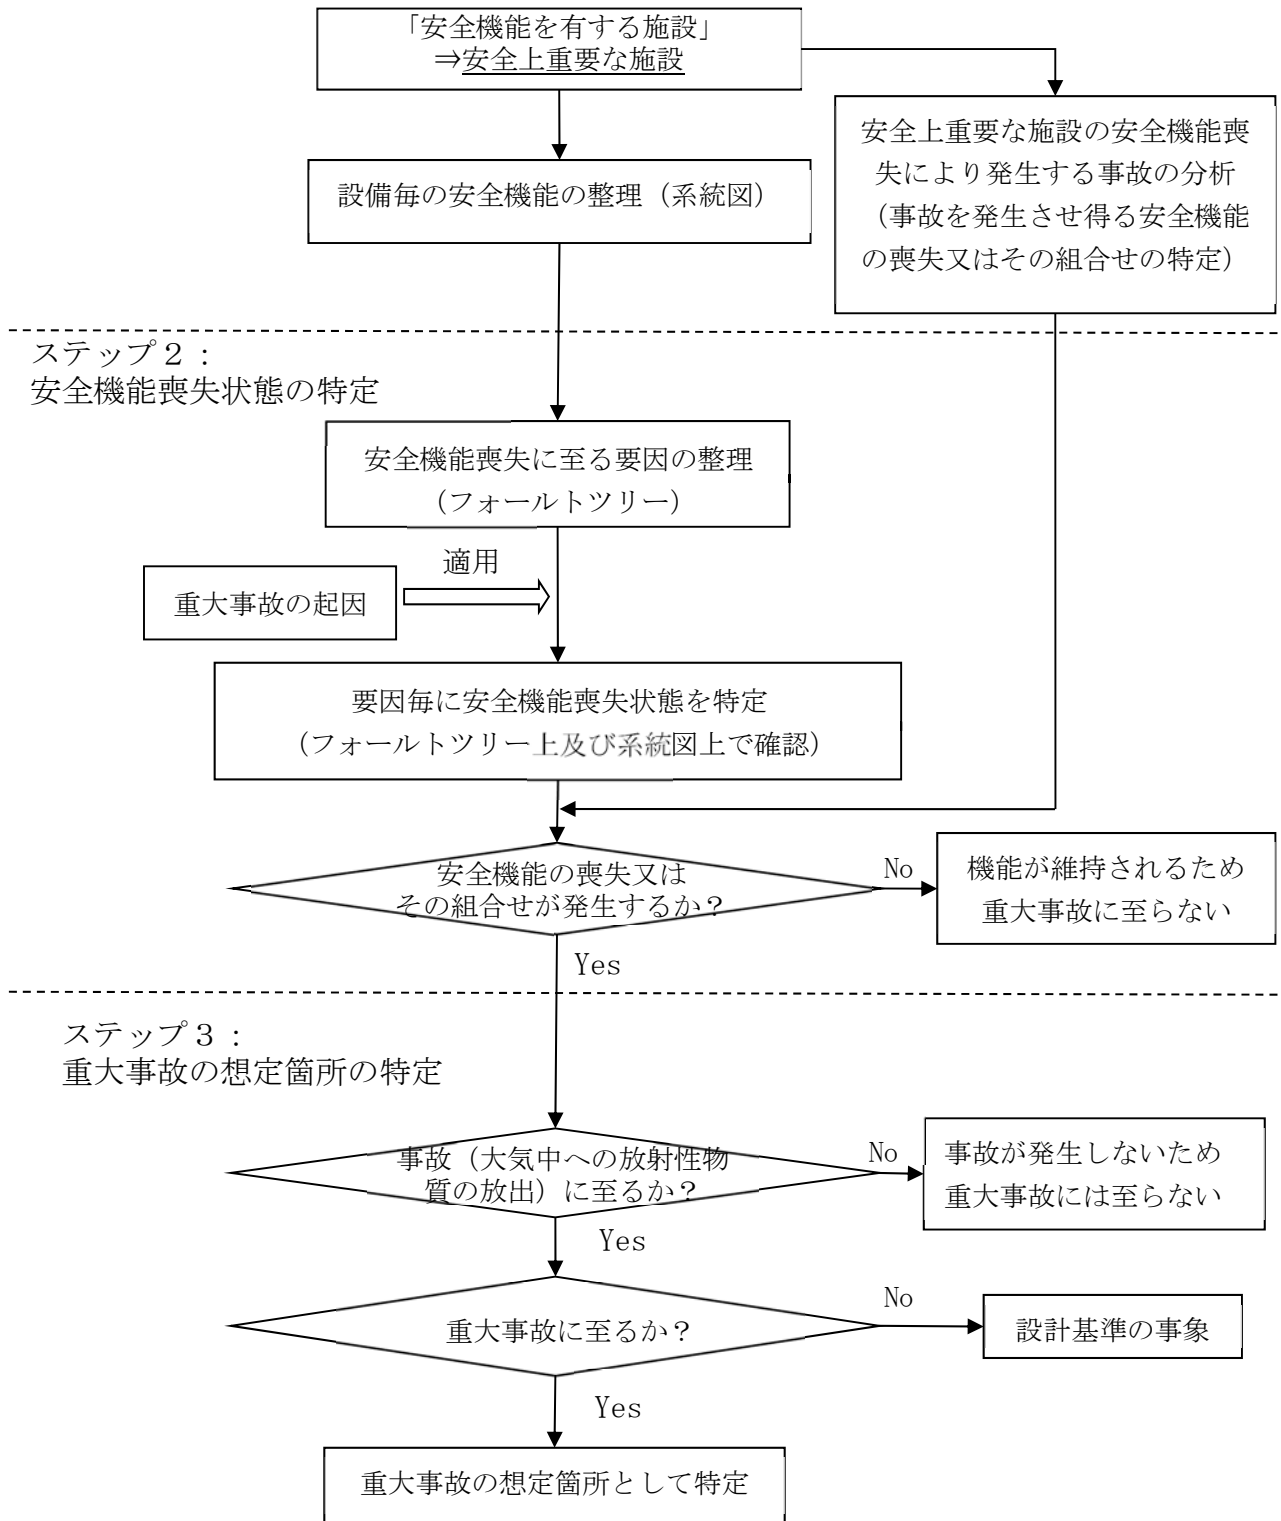 「安全機能を有する施設」
⇒安全上重要な施設
安全上重要な施設の安全機能喪
失により発生する事故の分析
（事故を発生させ得る安全機能
の喪失又はその組合せの特定）
設備毎の安全機能の整理（系統図）
ステップ２：
安全機能喪失状態の特定
安全機能喪失に至る要因の整理
（フォールトツリー）
適用
重大事故の起因
要因毎に安全機能喪失状態を特定
（フォールトツリー上及び系統図上で確認）
安全機能の喪失又は
その組合せが発生するか？
No
機能が維持されるため
重大事故に至らない
Yes
ステップ３：
重大事故の想定箇所の特定
事故（大気中への放射性物
質の放出）に至るか？
No
事故が発生しないため
重大事故には至らない
Yes
重大事故に至るか？
No
設計基準の事象
Yes
重大事故の想定箇所として特定